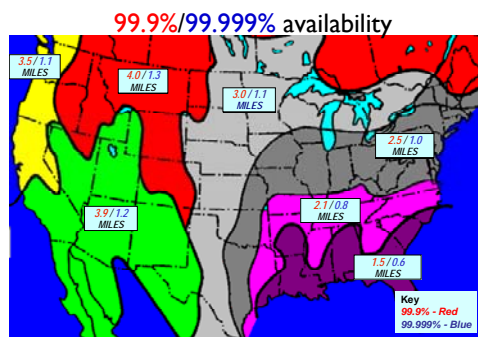 99.9%/99.999% availability
3.5 / 1.1
MILES
4.0 / 1.3
MILES
3.0 / 1.1
MILES
2.5 / 1.0
MILES
3.9 / 1.2
MILES
2.1 / 0.8
MILES
1.5 / 0.6
MILES
Key
99.9% - Red
99.999% - Blue